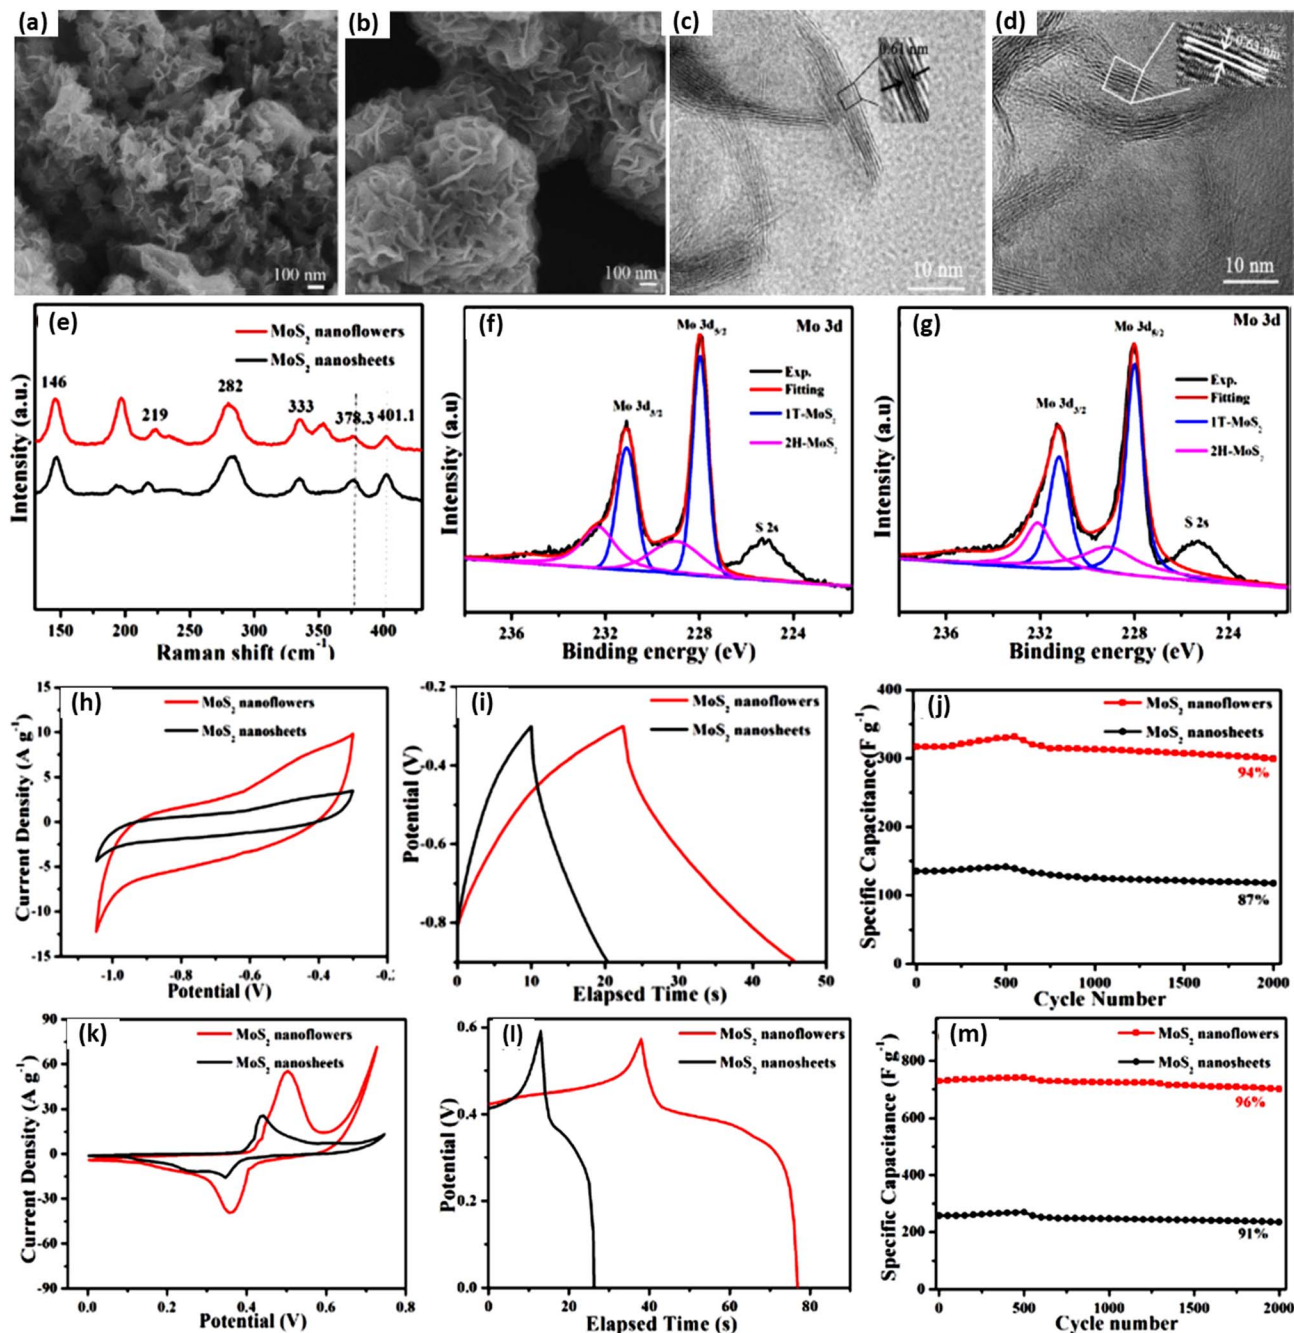 (a)
100 nm
(b)
100 nm
(c)
0.61 nm
10 nm
(d)
0.63 nm
10 nm
(e)
MoS2 nanoflowers
MoS2 nanosheets
146
219
282
333
378.3
401.1
Intensity (a.u.)
150 200 250 300 350 400
Raman shift (cm-1)
(f)
Mo 3d5/2
Mo 3d
Mo 3d3/2
Exp.
Fitting
1T-MoS2
2H-MoS2
S 2s
Intensity (a.u)
236 232 228 224
Binding energy (eV)
(g)
Mo 3d5/2
Mo 3d
Mo 3d3/2
Exp.
Fitting
1T-MoS2
2H-MoS2
S 2s
Intensity (a.u)
236 232 228 224
Binding energy (eV)
(h)
MoS2 nanoflowers
MoS2 nanosheets
Current Density (A g-1)
15
10
5
0
-5
-10
-15
-1.0 -0.8 -0.6 -0.4 -0.2
Potential (V)
(i)
MoS2 nanoflowers
MoS2 nanosheets
Potential (V)
-0.2
-0.4
-0.6
-0.8
0 10 20 30 40 50
Elapsed Time (s)
(j)
MoS2 nanoflowers
MoS2 nanosheets
94%
87%
Specific Capacitance(F g-1)
400
300
200
100
0
0 500 1000 1500 2000
Cycle Number
(k)
MoS2 nanoflowers
MoS2 nanosheets
Current Density (A g-1)
90
60
30
0
-30
-60
-90
0.0 0.2 0.4 0.6 0.8
Potential (V)
(l)
MoS2 nanoflowers
MoS2 nanosheets
Potential (V)
0.6
0.4
0.2
0.0
0 20 40 60 80
Elapsed Time (s)
(m)
MoS2 nanoflowers
MoS2 nanosheets
96%
91%
Specific Capacitance (F g-1)
800
600
400
200
0
0 500 1000 1500 2000
Cycle number